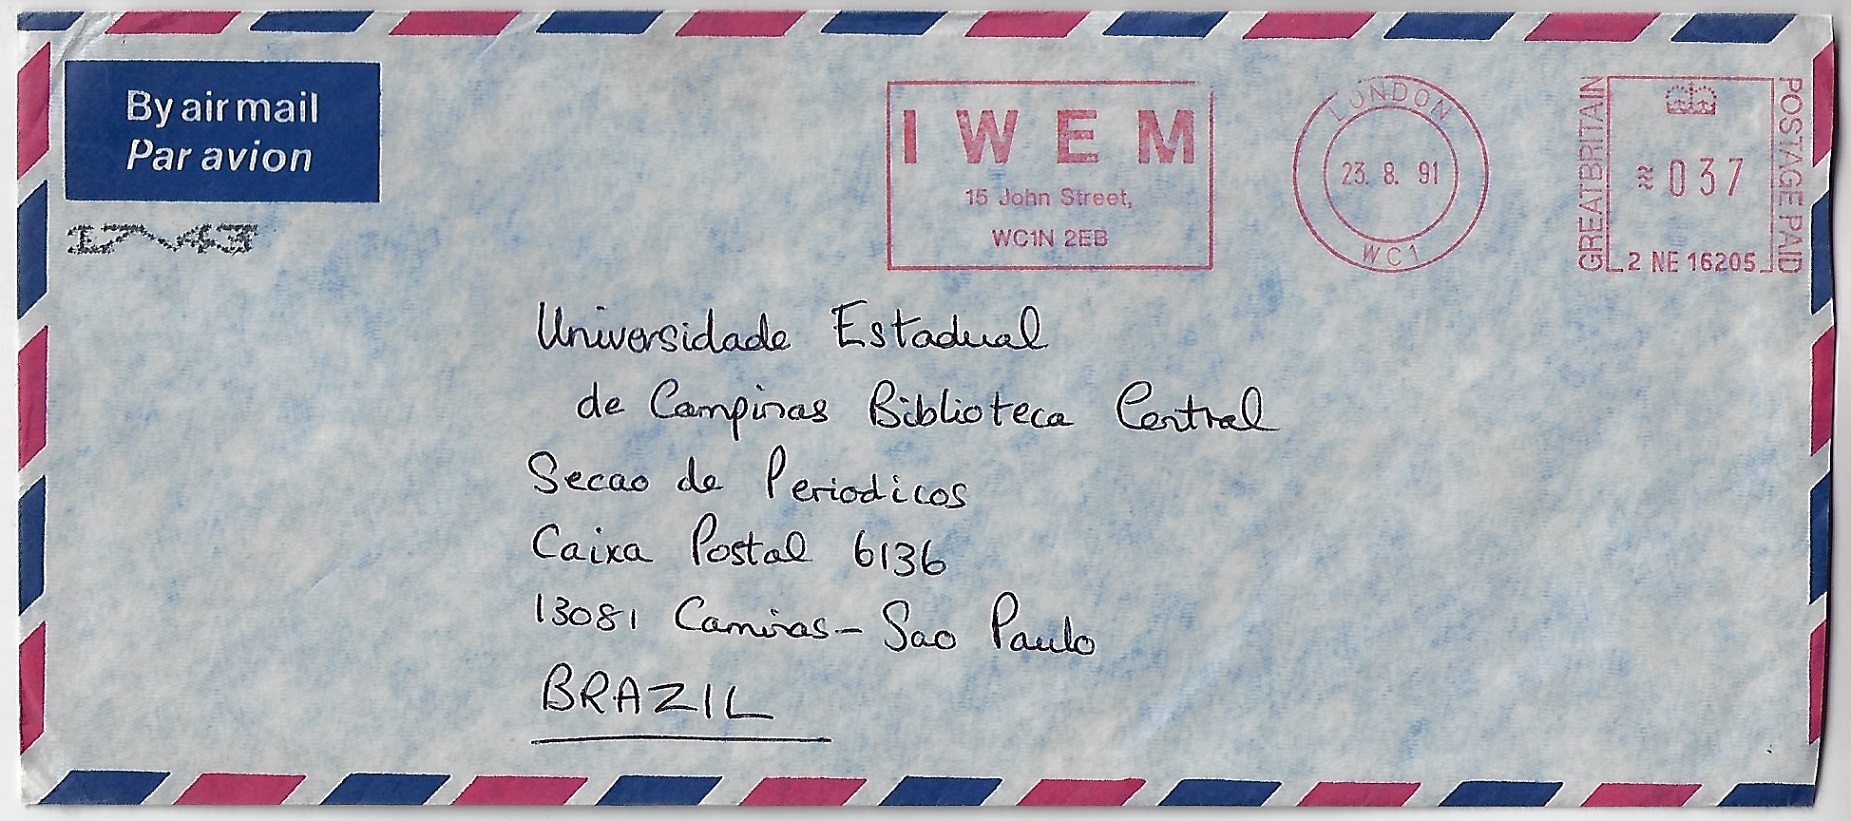 By air mail
Par avion
17~43
I W E M
15 John Street,
WC1N 2EB
LONDON
23. 8. 91
WC1
GREAT BRITAIN
≈037
POSTAGE PAID
2 NE 16205
Universidade Estadual
de Campinas Biblioteca Central
Secao de Periodicos
Caixa Postal 6136
13081 Caminas - Sao Paulo
BRAZIL